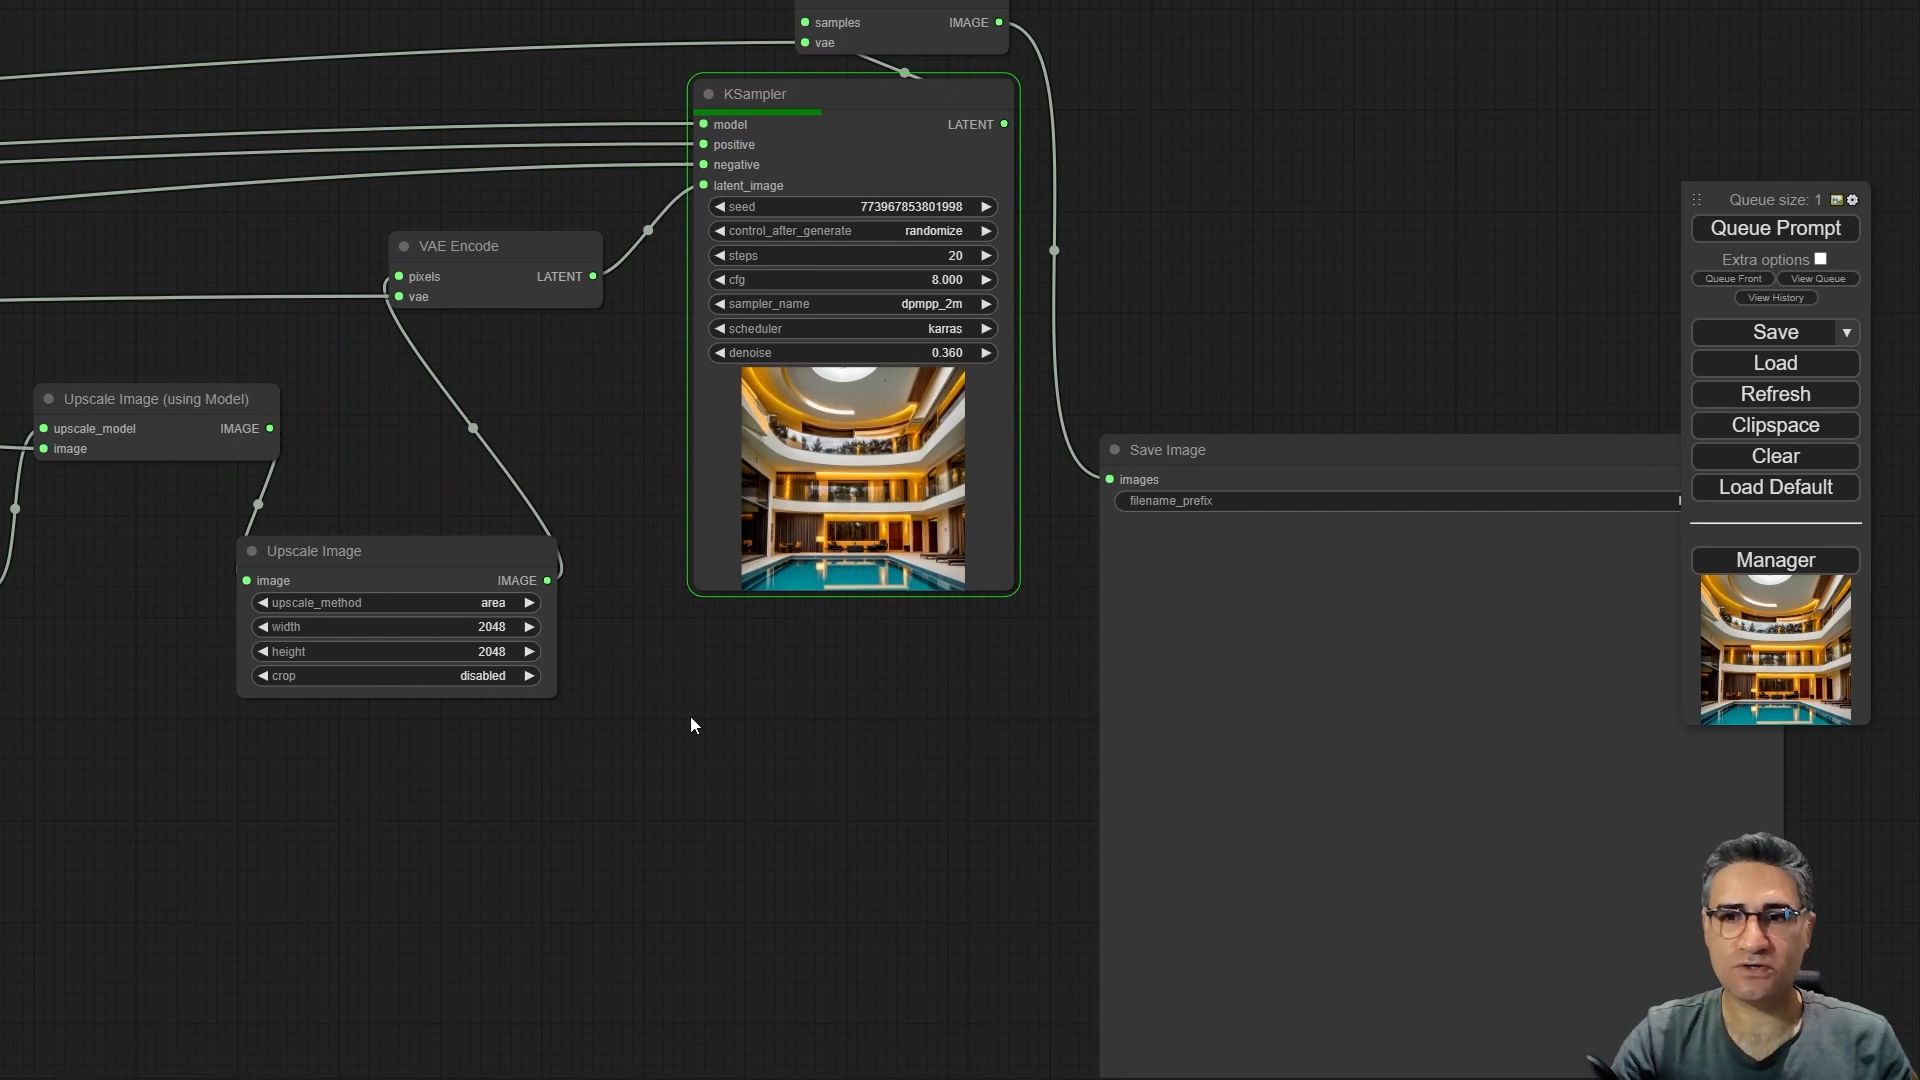 samples IMAGE
vae
KSampler
model LATENT
positive
negative
latent_image
seed 773967853801998
control_after_generate randomize
steps 20
cfg 8.000
sampler_name dpmpp_2m
scheduler karras
denoise 0.360
VAE Encode
pixels LATENT
vae
Upscale Image (using Model)
upscale_model IMAGE
image
Upscale Image
image IMAGE
upscale_method area
width 2048
height 2048
crop disabled
Save Image
images
filename_prefix
Queue size: 1
Queue Prompt
Extra options
Queue Front View Queue
View History
Save
Load
Refresh
Clipspace
Clear
Load Default
Manager